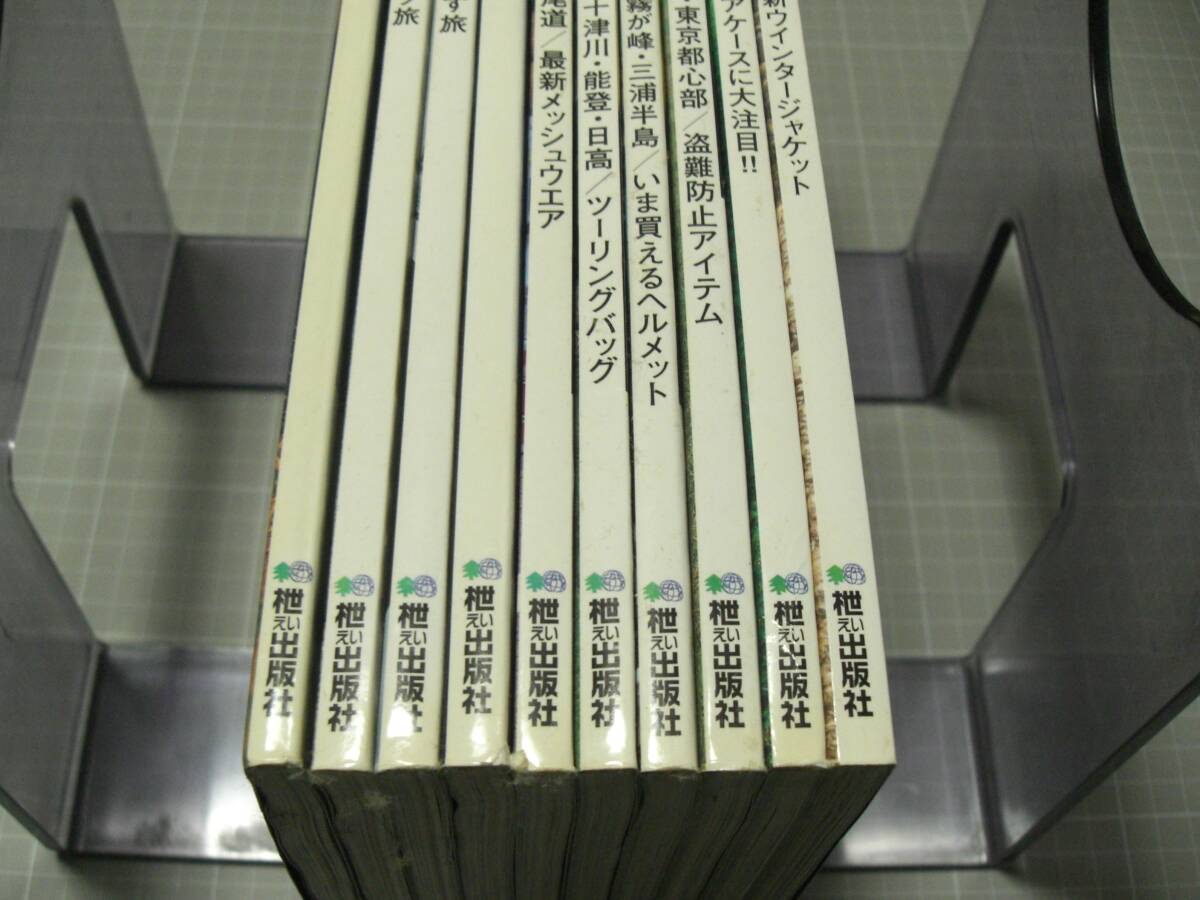 旅
ず旅
尾道／最新メッシュウエア
十津川・能登・日高／ツーリングバッグ
霧が峰・三浦半島／いま買えるヘルメット
・東京都心部／盗難防止アイテム
アケースに大注目!!
新ウインタージャケット
枻えい出版社
枻えい出版社
枻えい出版社
枻えい出版社
枻えい出版社
枻えい出版社
枻えい出版社
枻えい出版社
枻えい出版社
枻えい出版社